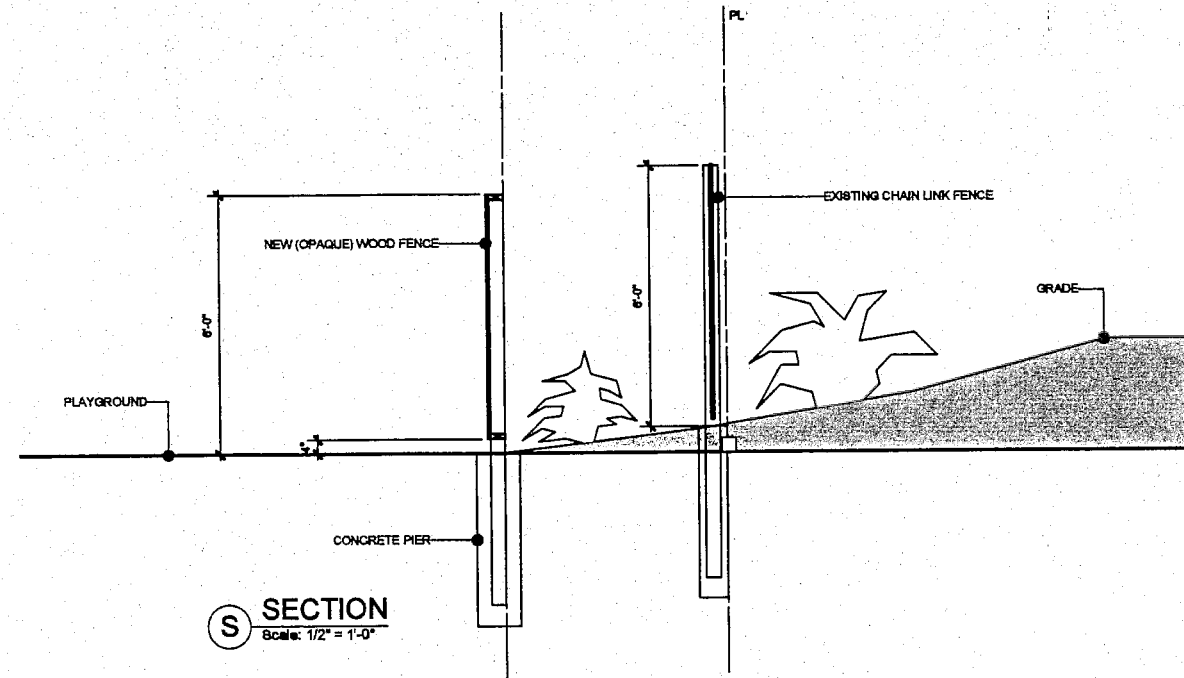 PL
EXISTING CHAIN LINK FENCE
NEW (OPAQUE) WOOD FENCE
6'-0"
6'-0"
GRADE
PLAYGROUND
4"
CONCRETE PIER
S
SECTION
Scale: 1/2" = 1'-0"